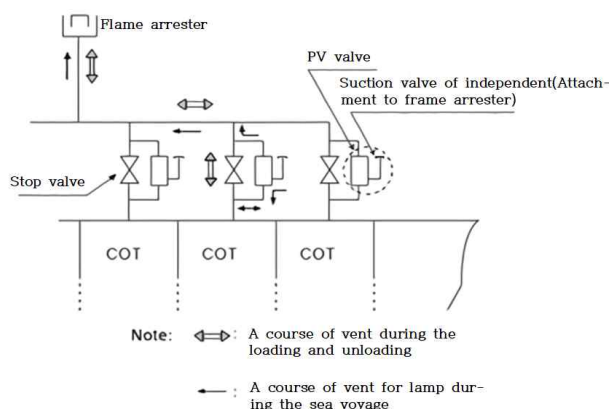 Flame arrester
PV valve
Suction valve of independent(Attach-
ment to frame arrester)
Stop valve
COT
COT
COT
Note:
: A course of vent during the
loading and unloading
: A course of vent for lamp dur-
ing the sea voyage